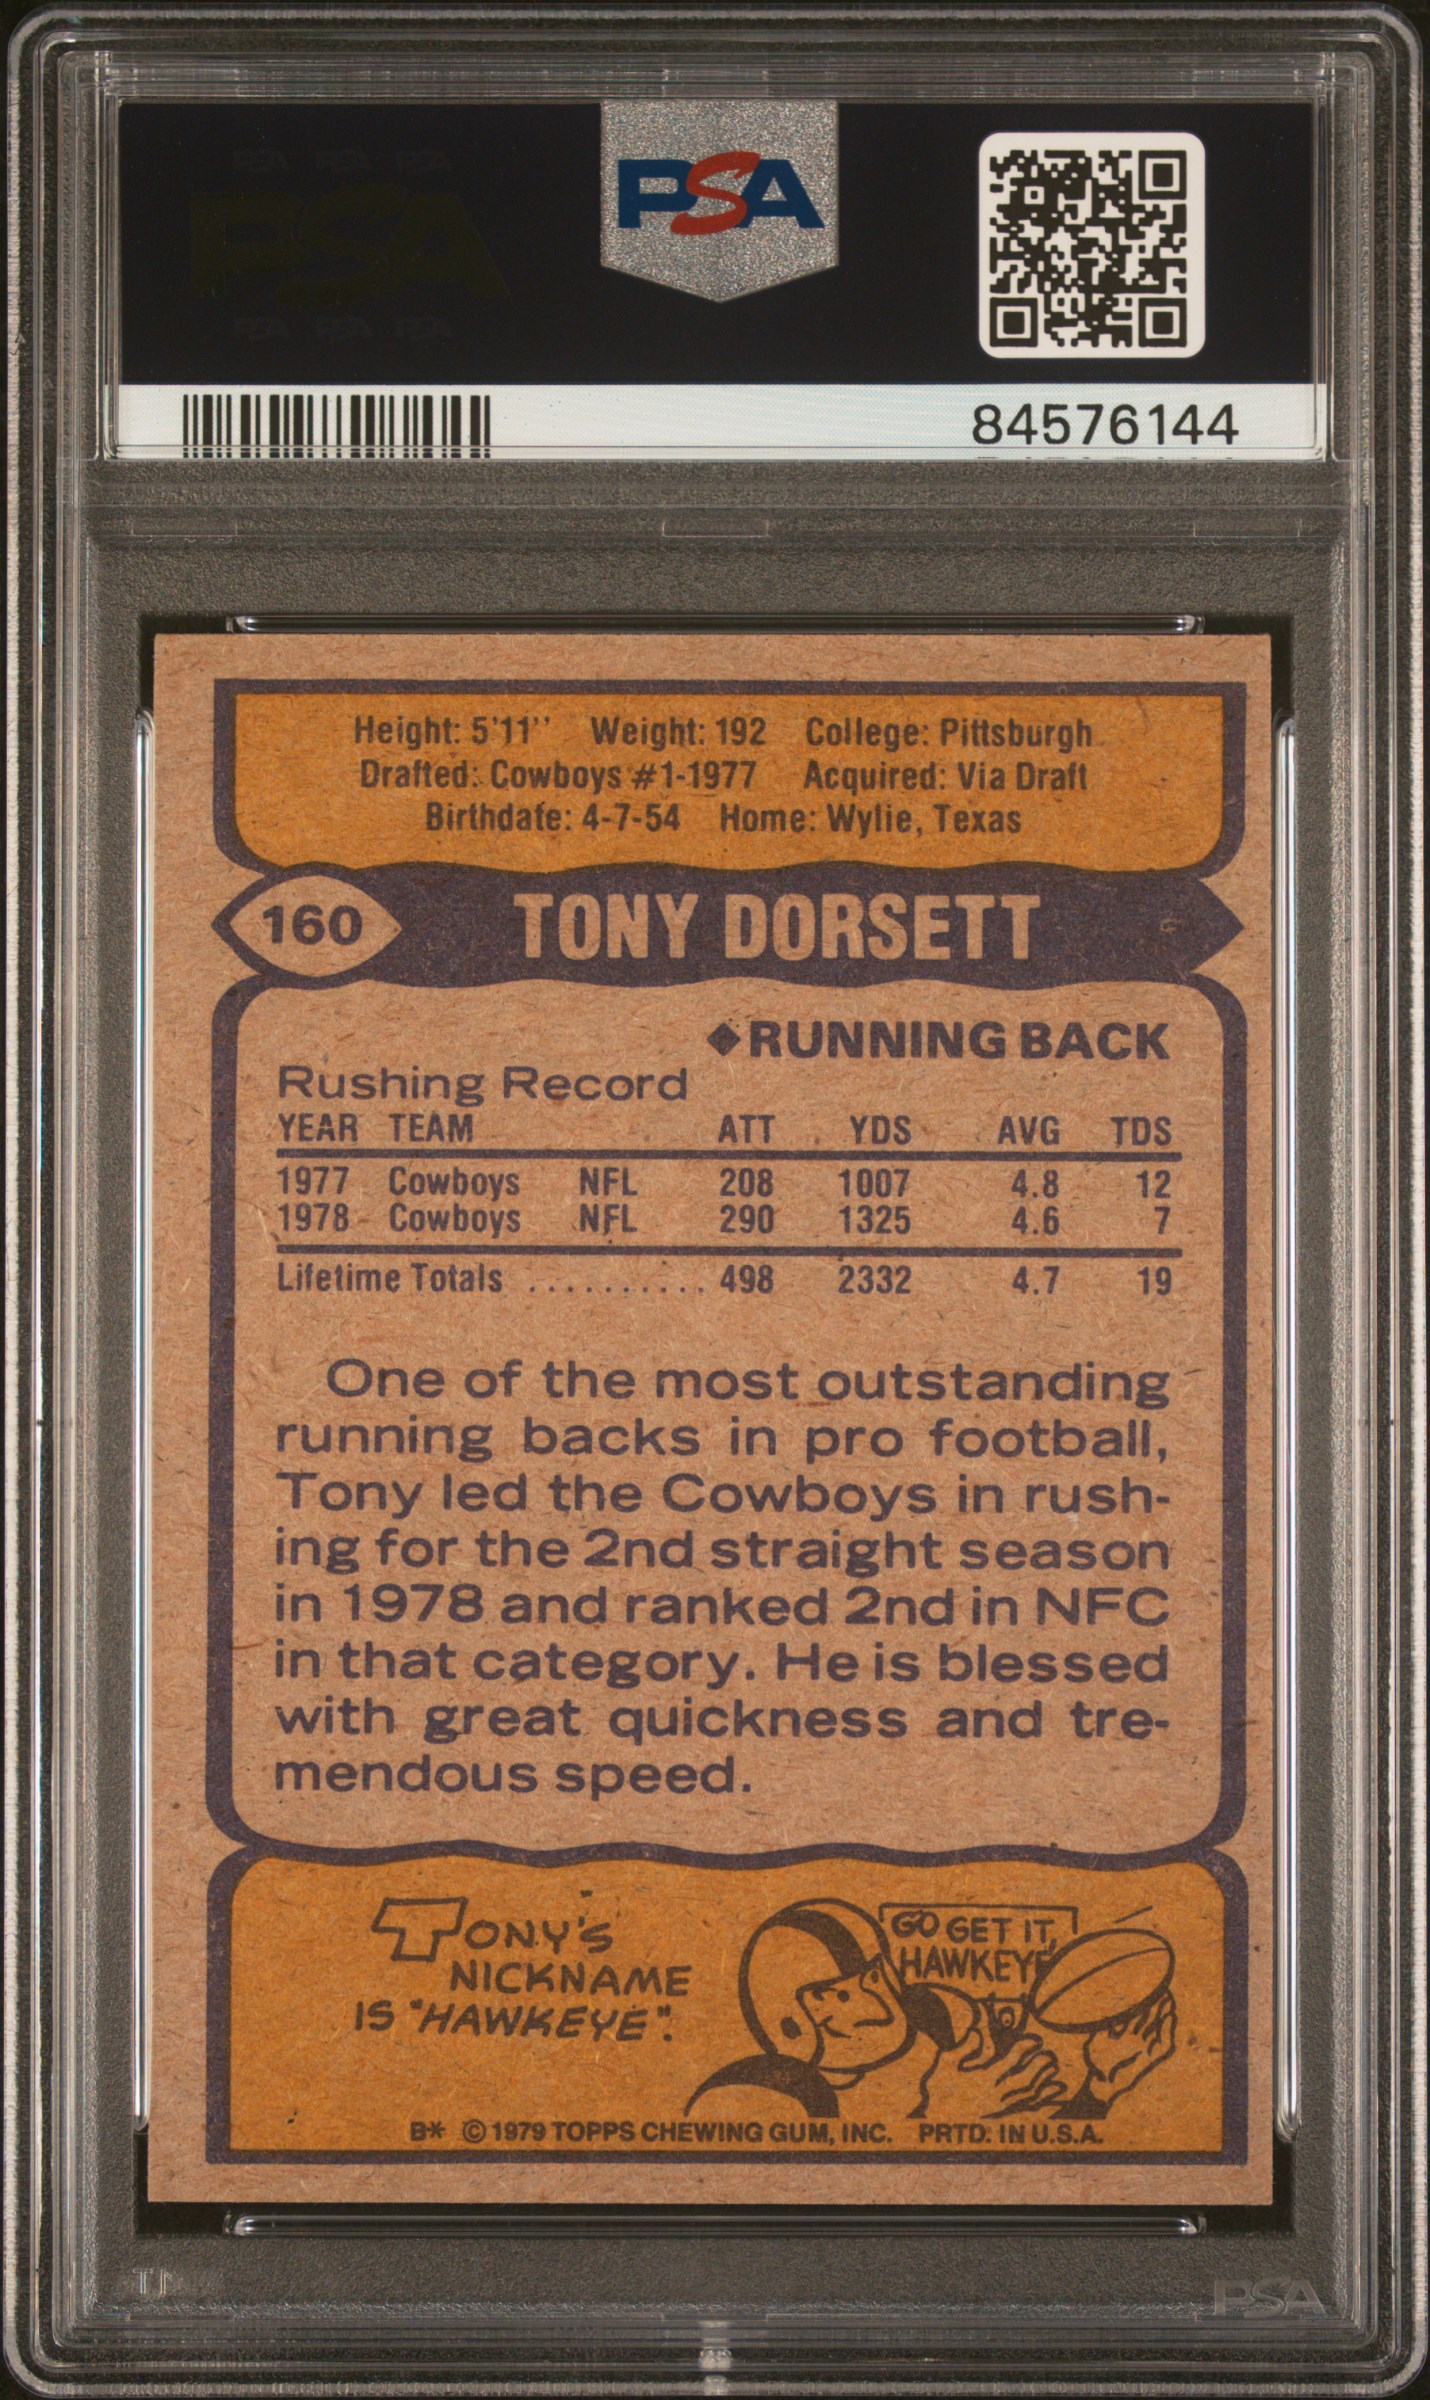 PSA
84576144
Height: 5'11'' Weight: 192 College: Pittsburgh
Drafted: Cowboys #1-1977 Acquired: Via Draft
Birthdate: 4-7-54 Home: Wylie, Texas
160 TONY DORSETT
◆RUNNING BACK
Rushing Record
YEAR TEAM ATT YDS AVG TDS
1977 Cowboys NFL 208 1007 4.8 12
1978 Cowboys NFL 290 1325 4.6 7
Lifetime Totals .......... 498 2332 4.7 19
One of the most outstanding
running backs in pro football,
Tony led the Cowboys in rush-
ing for the 2nd straight season
in 1978 and ranked 2nd in NFC
in that category. He is blessed
with great quickness and tre-
mendous speed.
TONY'S
NICKNAME
IS "HAWKEYE".
GO GET IT,
HAWKEYE
B* © 1979 TOPPS CHEWING GUM, INC. PRTD. IN U.S.A.
PSA